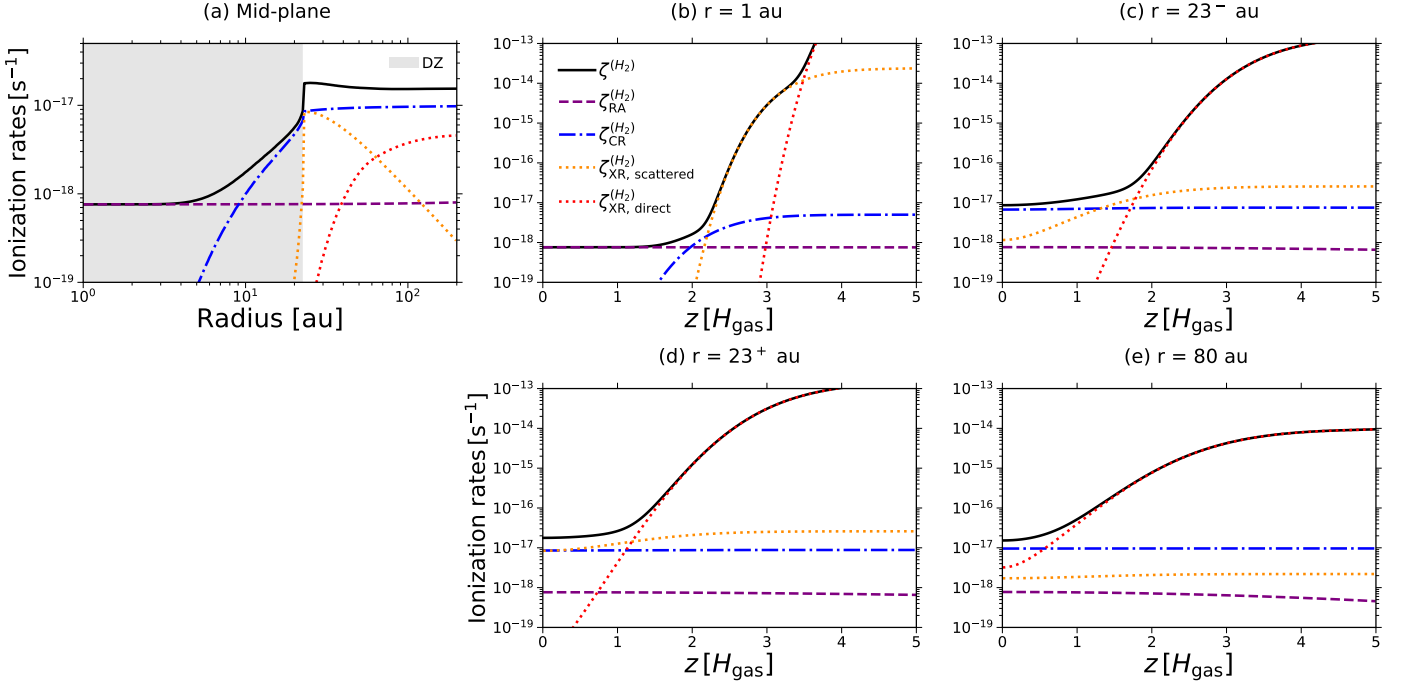 (a) Mid-plane
Ionization rates [s⁻¹]
10⁻¹⁷
10⁻¹⁸
10⁻¹⁹
DZ
10⁰ 10¹ 10²
Radius [au]
(b) r = 1 au
10⁻¹³
10⁻¹⁴
10⁻¹⁵
10⁻¹⁶
10⁻¹⁷
10⁻¹⁸
10⁻¹⁹
ζ^(H₂)
ζ_RA^(H₂)
ζ_CR^(H₂)
ζ_XR, scattered^(H₂)
ζ_XR, direct^(H₂)
0 1 2 3 4 5
z [H_gas]
(c) r = 23⁻ au
10⁻¹³
10⁻¹⁴
10⁻¹⁵
10⁻¹⁶
10⁻¹⁷
10⁻¹⁸
10⁻¹⁹
0 1 2 3 4 5
z [H_gas]
(d) r = 23⁺ au
Ionization rates [s⁻¹]
10⁻¹³
10⁻¹⁴
10⁻¹⁵
10⁻¹⁶
10⁻¹⁷
10⁻¹⁸
10⁻¹⁹
0 1 2 3 4 5
z [H_gas]
(e) r = 80 au
10⁻¹³
10⁻¹⁴
10⁻¹⁵
10⁻¹⁶
10⁻¹⁷
10⁻¹⁸
10⁻¹⁹
0 1 2 3 4 5
z [H_gas]